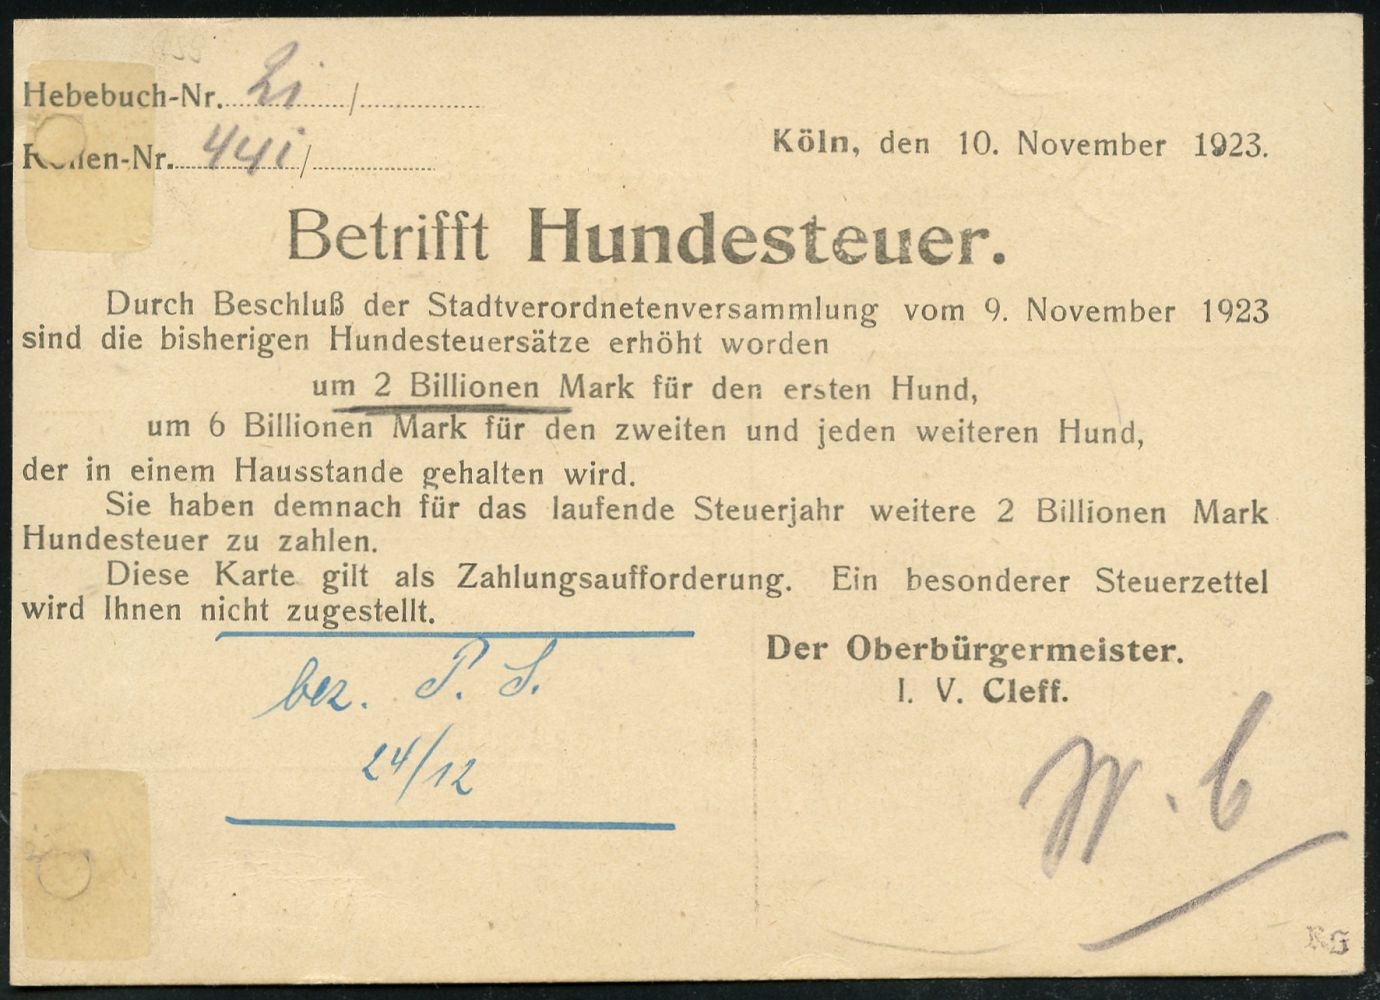 Hebebuch-Nr. Li /
Rollen-Nr. 44i /
Köln, den 10. November 1923.
Betrifft Hundesteuer.
Durch Beschluß der Stadtverordnetenversammlung vom 9. November 1923
sind die bisherigen Hundesteuersätze erhöht worden
um 2 Billionen Mark für den ersten Hund,
um 6 Billionen Mark für den zweiten und jeden weiteren Hund,
der in einem Hausstande gehalten wird.
Sie haben demnach für das laufende Steuerjahr weitere 2 Billionen Mark
Hundesteuer zu zahlen.
Diese Karte gilt als Zahlungsaufforderung. Ein besonderer Steuerzettel
wird Ihnen nicht zugestellt.
Der Oberbürgermeister.
I. V. Cleff.
bez. P. S.
24/12
RS